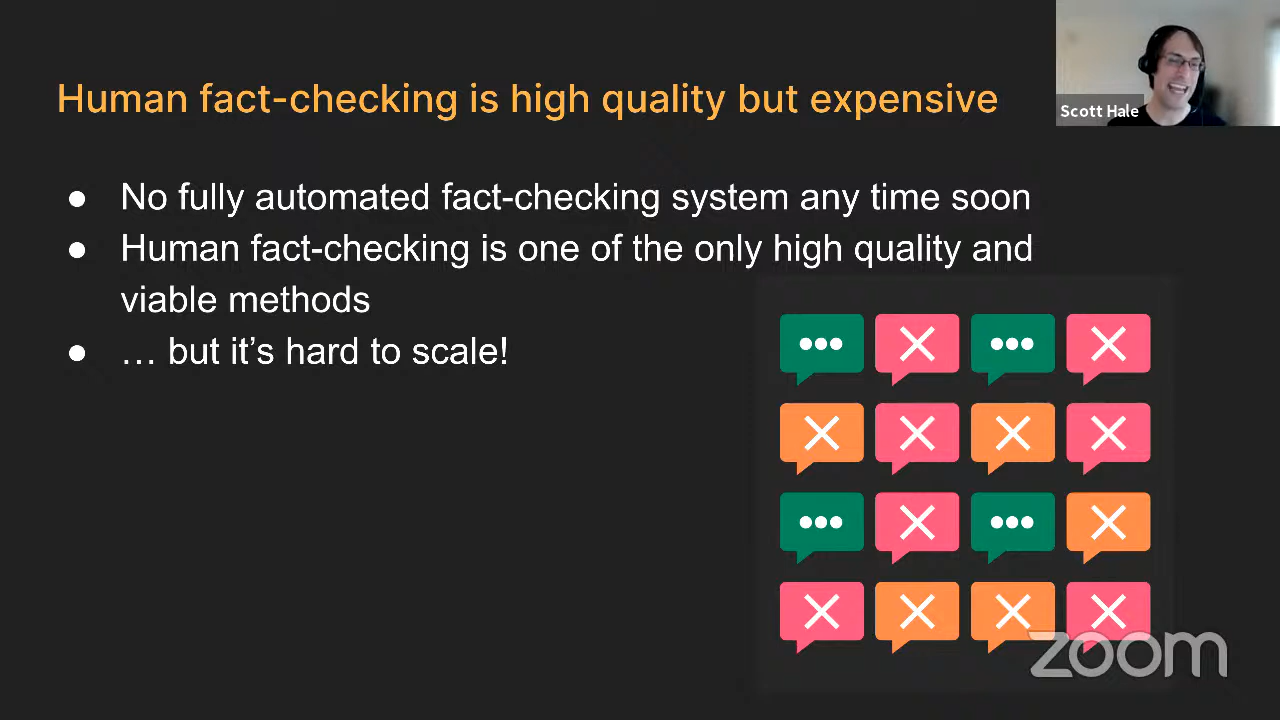 Human fact-checking is high quality but expensive
Scott Hale
● No fully automated fact-checking system any time soon
● Human fact-checking is one of the only high quality and
viable methods
● … but it’s hard to scale!
zoom